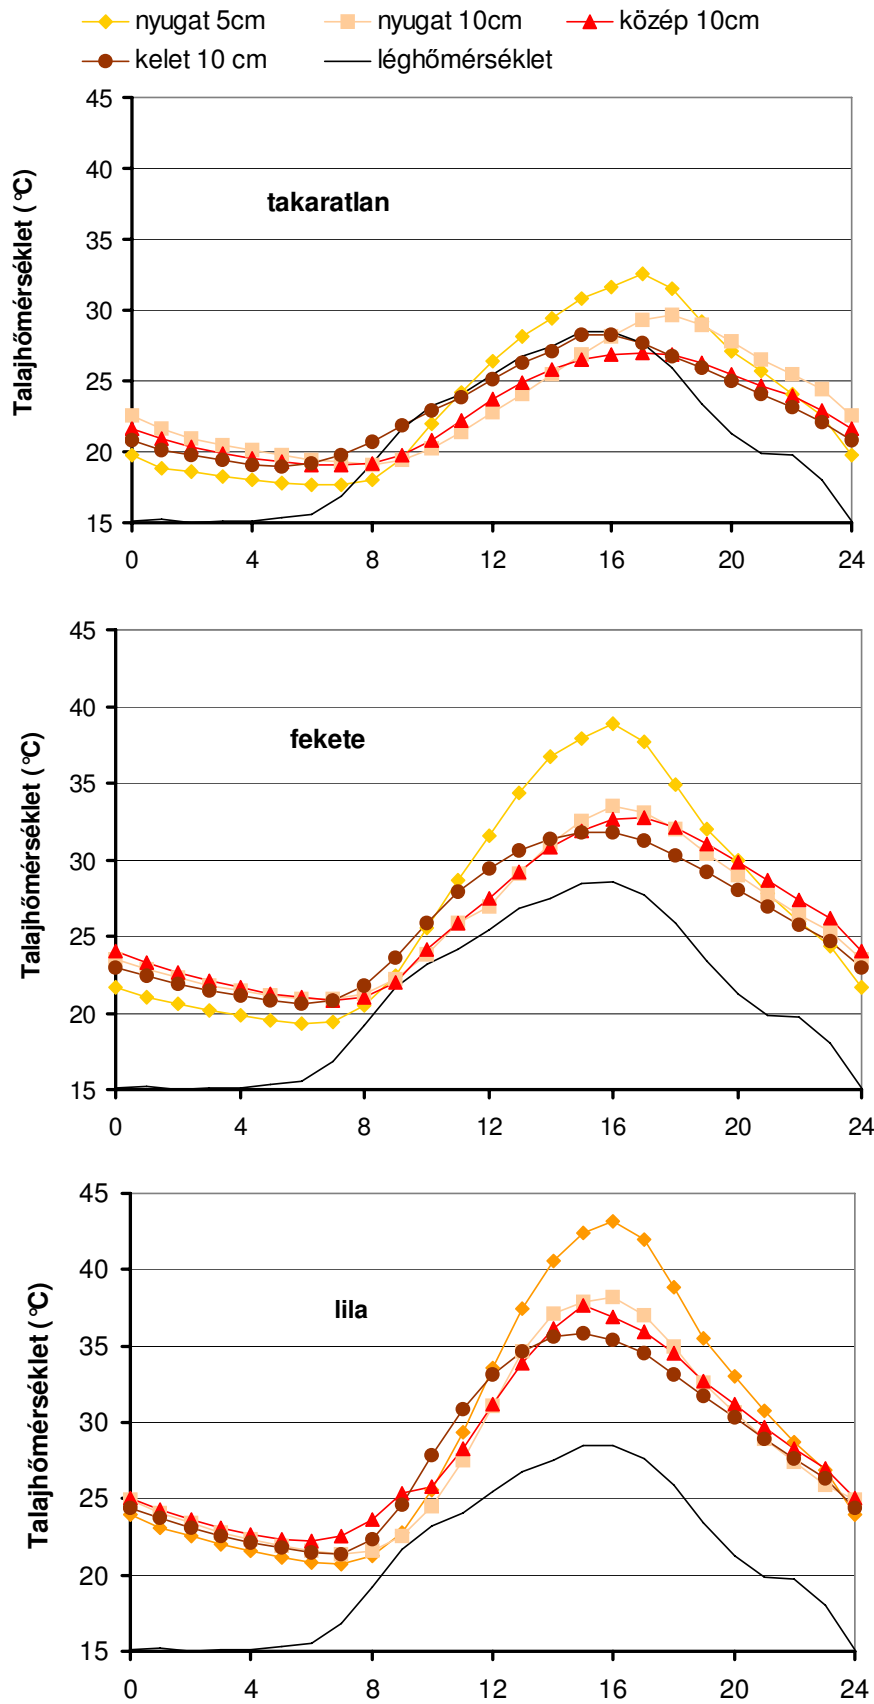 nyugat 5cm nyugat 10cm közép 10cm
kelet 10 cm léghőmérséklet
45
40
35
30
25
20
15
Talajhőmérséklet (°C)
takaratlan
0 4 8 12 16 20 24
45
40
35
30
25
20
15
Talajhőmérséklet (°C)
fekete
0 4 8 12 16 20 24
45
40
35
30
25
20
15
Talajhőmérséklet (°C)
lila
0 4 8 12 16 20 24